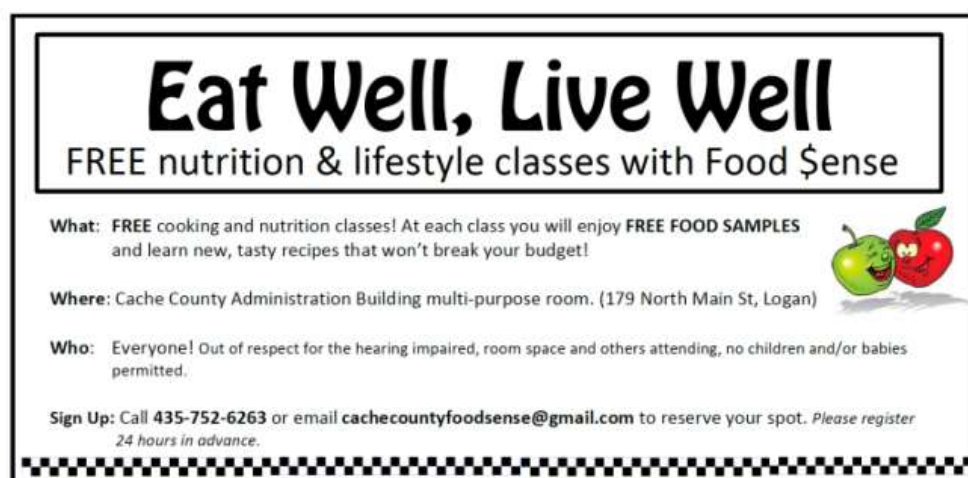 Eat Well, Live Well
FREE nutrition & lifestyle classes with Food $ense
What: FREE cooking and nutrition classes! At each class you will enjoy FREE FOOD SAMPLES
and learn new, tasty recipes that won't break your budget!
Where: Cache County Administration Building multi-purpose room. (179 North Main St, Logan)
Who: Everyone! Out of respect for the hearing impaired, room space and others attending, no children and/or babies
permitted.
Sign Up: Call 435-752-6263 or email cachecountyfoodsense@gmail.com to reserve your spot. Please register
24 hours in advance.